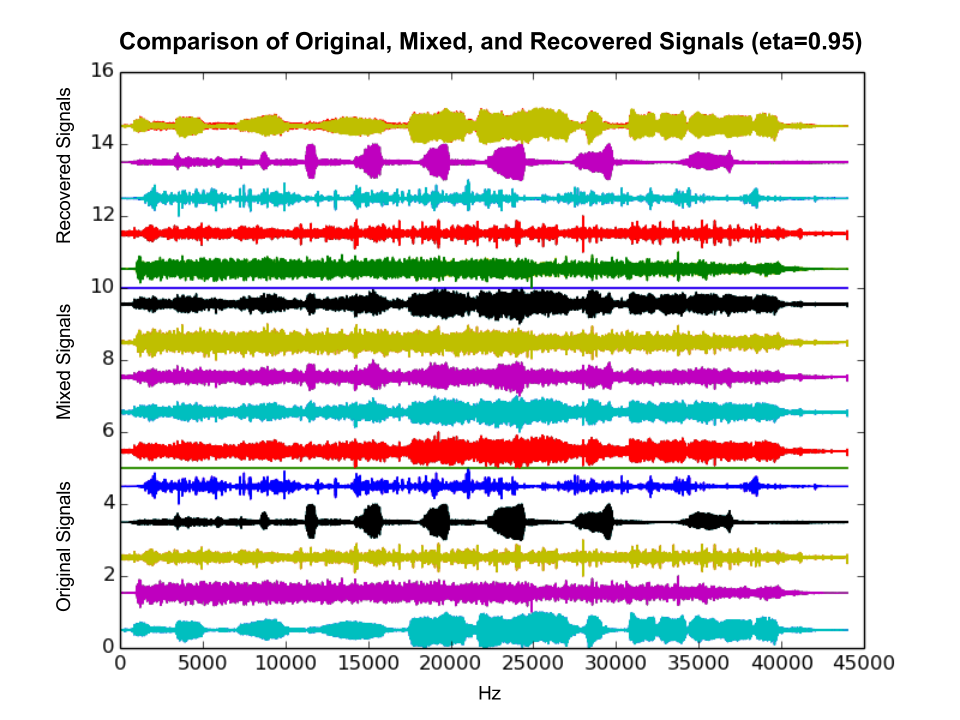 Comparison of Original, Mixed, and Recovered Signals (eta=0.95)
16
14
12
10
8
6
4
2
0
Recovered Signals
Mixed Signals
Original Signals
0 5000 10000 15000 20000 25000 30000 35000 40000 45000
Hz